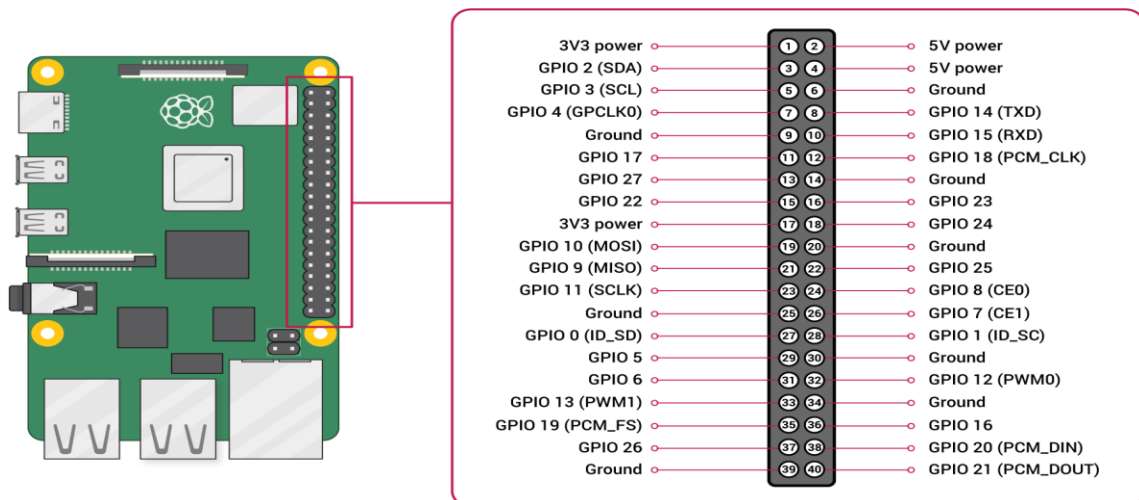 3V3 power 1 2 5V power
GPIO 2 (SDA) 3 4 5V power
GPIO 3 (SCL) 5 6 Ground
GPIO 4 (GPCLK0) 7 8 GPIO 14 (TXD)
Ground 9 10 GPIO 15 (RXD)
GPIO 17 11 12 GPIO 18 (PCM_CLK)
GPIO 27 13 14 Ground
GPIO 22 15 16 GPIO 23
3V3 power 17 18 GPIO 24
GPIO 10 (MOSI) 19 20 Ground
GPIO 9 (MISO) 21 22 GPIO 25
GPIO 11 (SCLK) 23 24 GPIO 8 (CE0)
Ground 25 26 GPIO 7 (CE1)
GPIO 0 (ID_SD) 27 28 GPIO 1 (ID_SC)
GPIO 5 29 30 Ground
GPIO 6 31 32 GPIO 12 (PWM0)
GPIO 13 (PWM1) 33 34 Ground
GPIO 19 (PCM_FS) 35 36 GPIO 16
GPIO 26 37 38 GPIO 20 (PCM_DIN)
Ground 39 40 GPIO 21 (PCM_DOUT)